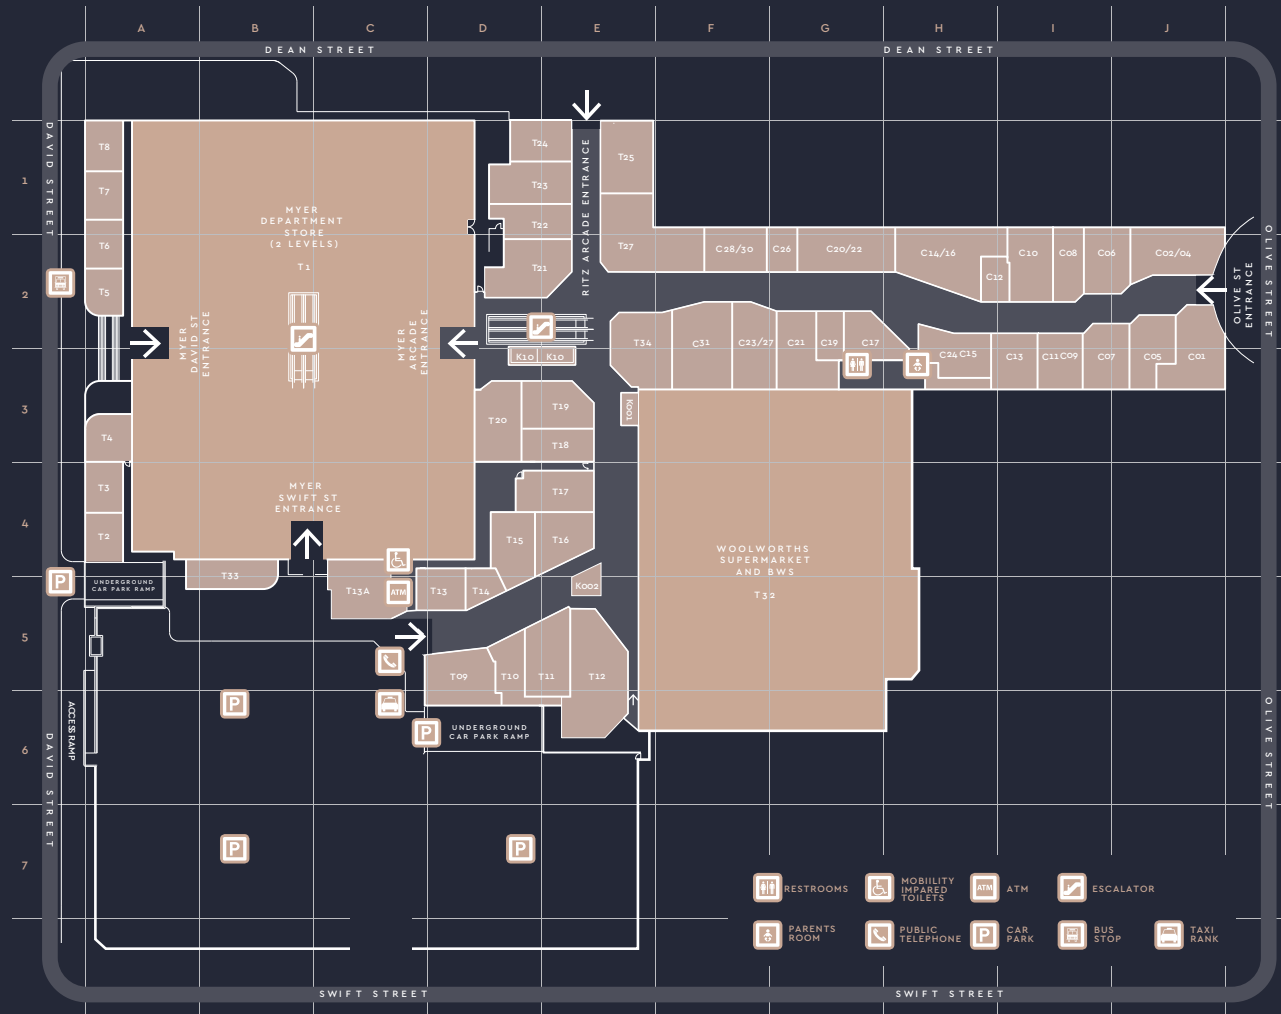 A B C D E F G H I J
DEAN STREET
DEAN STREET
1
2
3
4
5
6
7
DAVID STREET
DAVID STREET
OLIVE STREET
OLIVE STREET
T8
T7
T6
T5
T4
T3
T2
MYER
DEPARTMENT
STORE
(2 LEVELS)
T1
MYER
DAVID ST
ENTRANCE
MYER
ARCADE
ENTRANCE
MYER
SWIFT ST
ENTRANCE
T24
T23
T22
T21
RITZ ARCADE ENTRANCE
T25
T27
C28/30
C26
C20/22
C14/16
C12
C10
C08
C06
C02/04
OLIVE ST
ENTRANCE
K10
K10
T34
C31
C23/27
C21
C19
C17
C24
C15
C13
C11
C09
C07
C05
C01
T20
T19
T18
K001
T17
T15
T16
K002
T33
T13A
ATM
T13
T14
UNDERGROUND
CAR PARK RAMP
P
WOOLWORTHS
SUPERMARKET
AND BWS
T32
T09
T10
T11
T12
ACCESS RAMP
P
P
UNDERGROUND
CAR PARK RAMP
P
P
RESTROOMS
MOBIILITY
IMPARED
TOILETS
ATM
ATM
ESCALATOR
PARENTS
ROOM
PUBLIC
TELEPHONE
P
CAR
PARK
BUS
STOP
TAXI
RANK
SWIFT STREET
SWIFT STREET